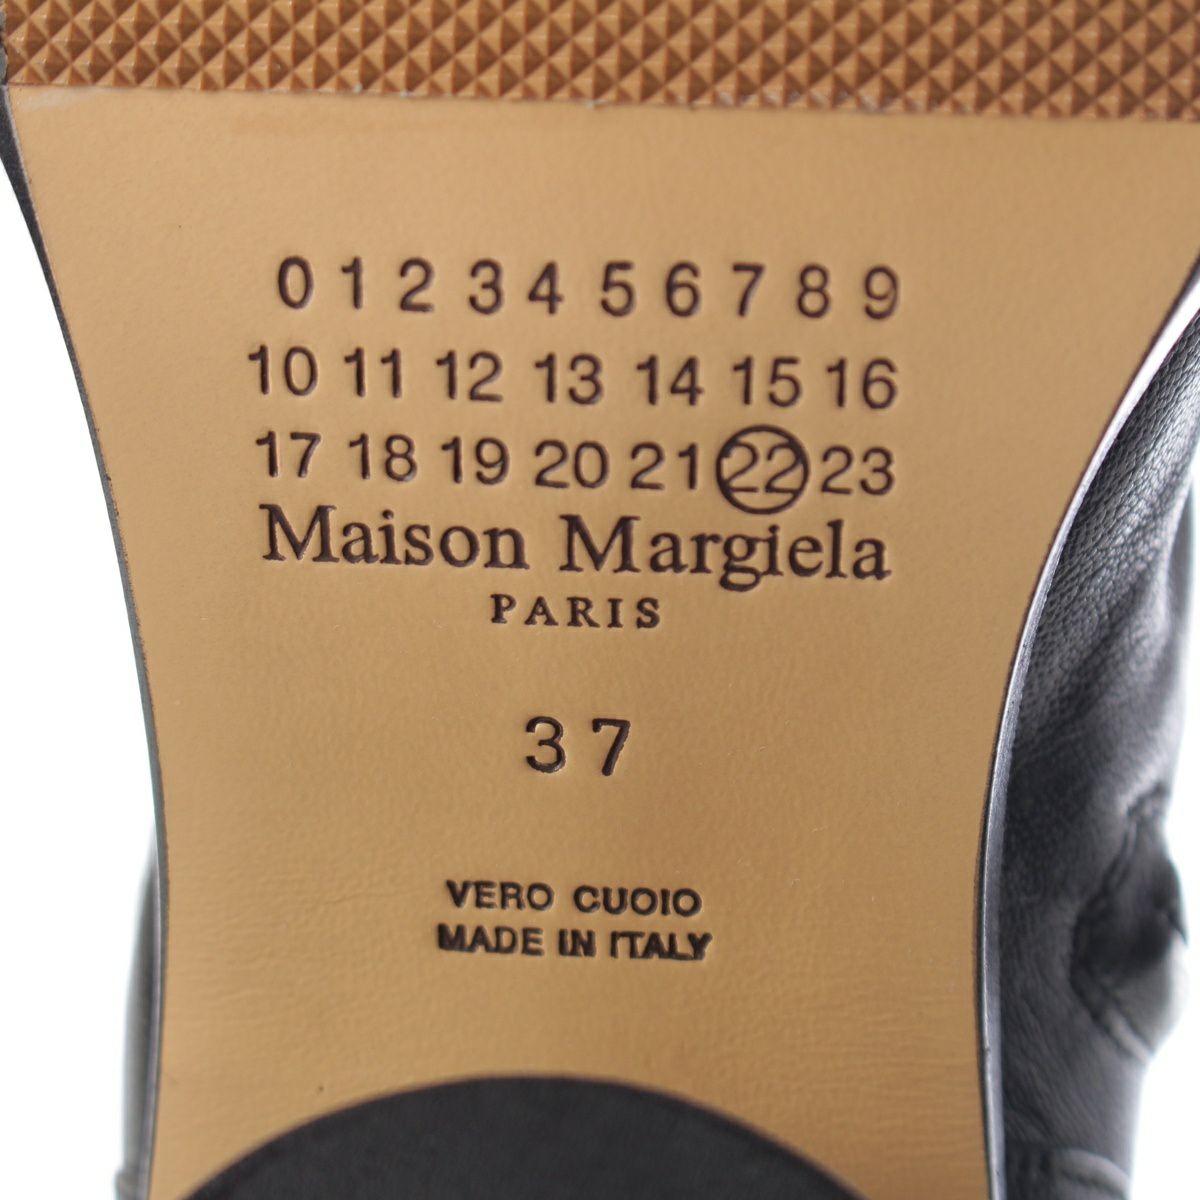 0 1 2 3 4 5 6 7 8 9
10 11 12 13 14 15 16
17 18 19 20 21 22 23
Maison Margiela
PARIS
37
VERO CUOIO
MADE IN ITALY